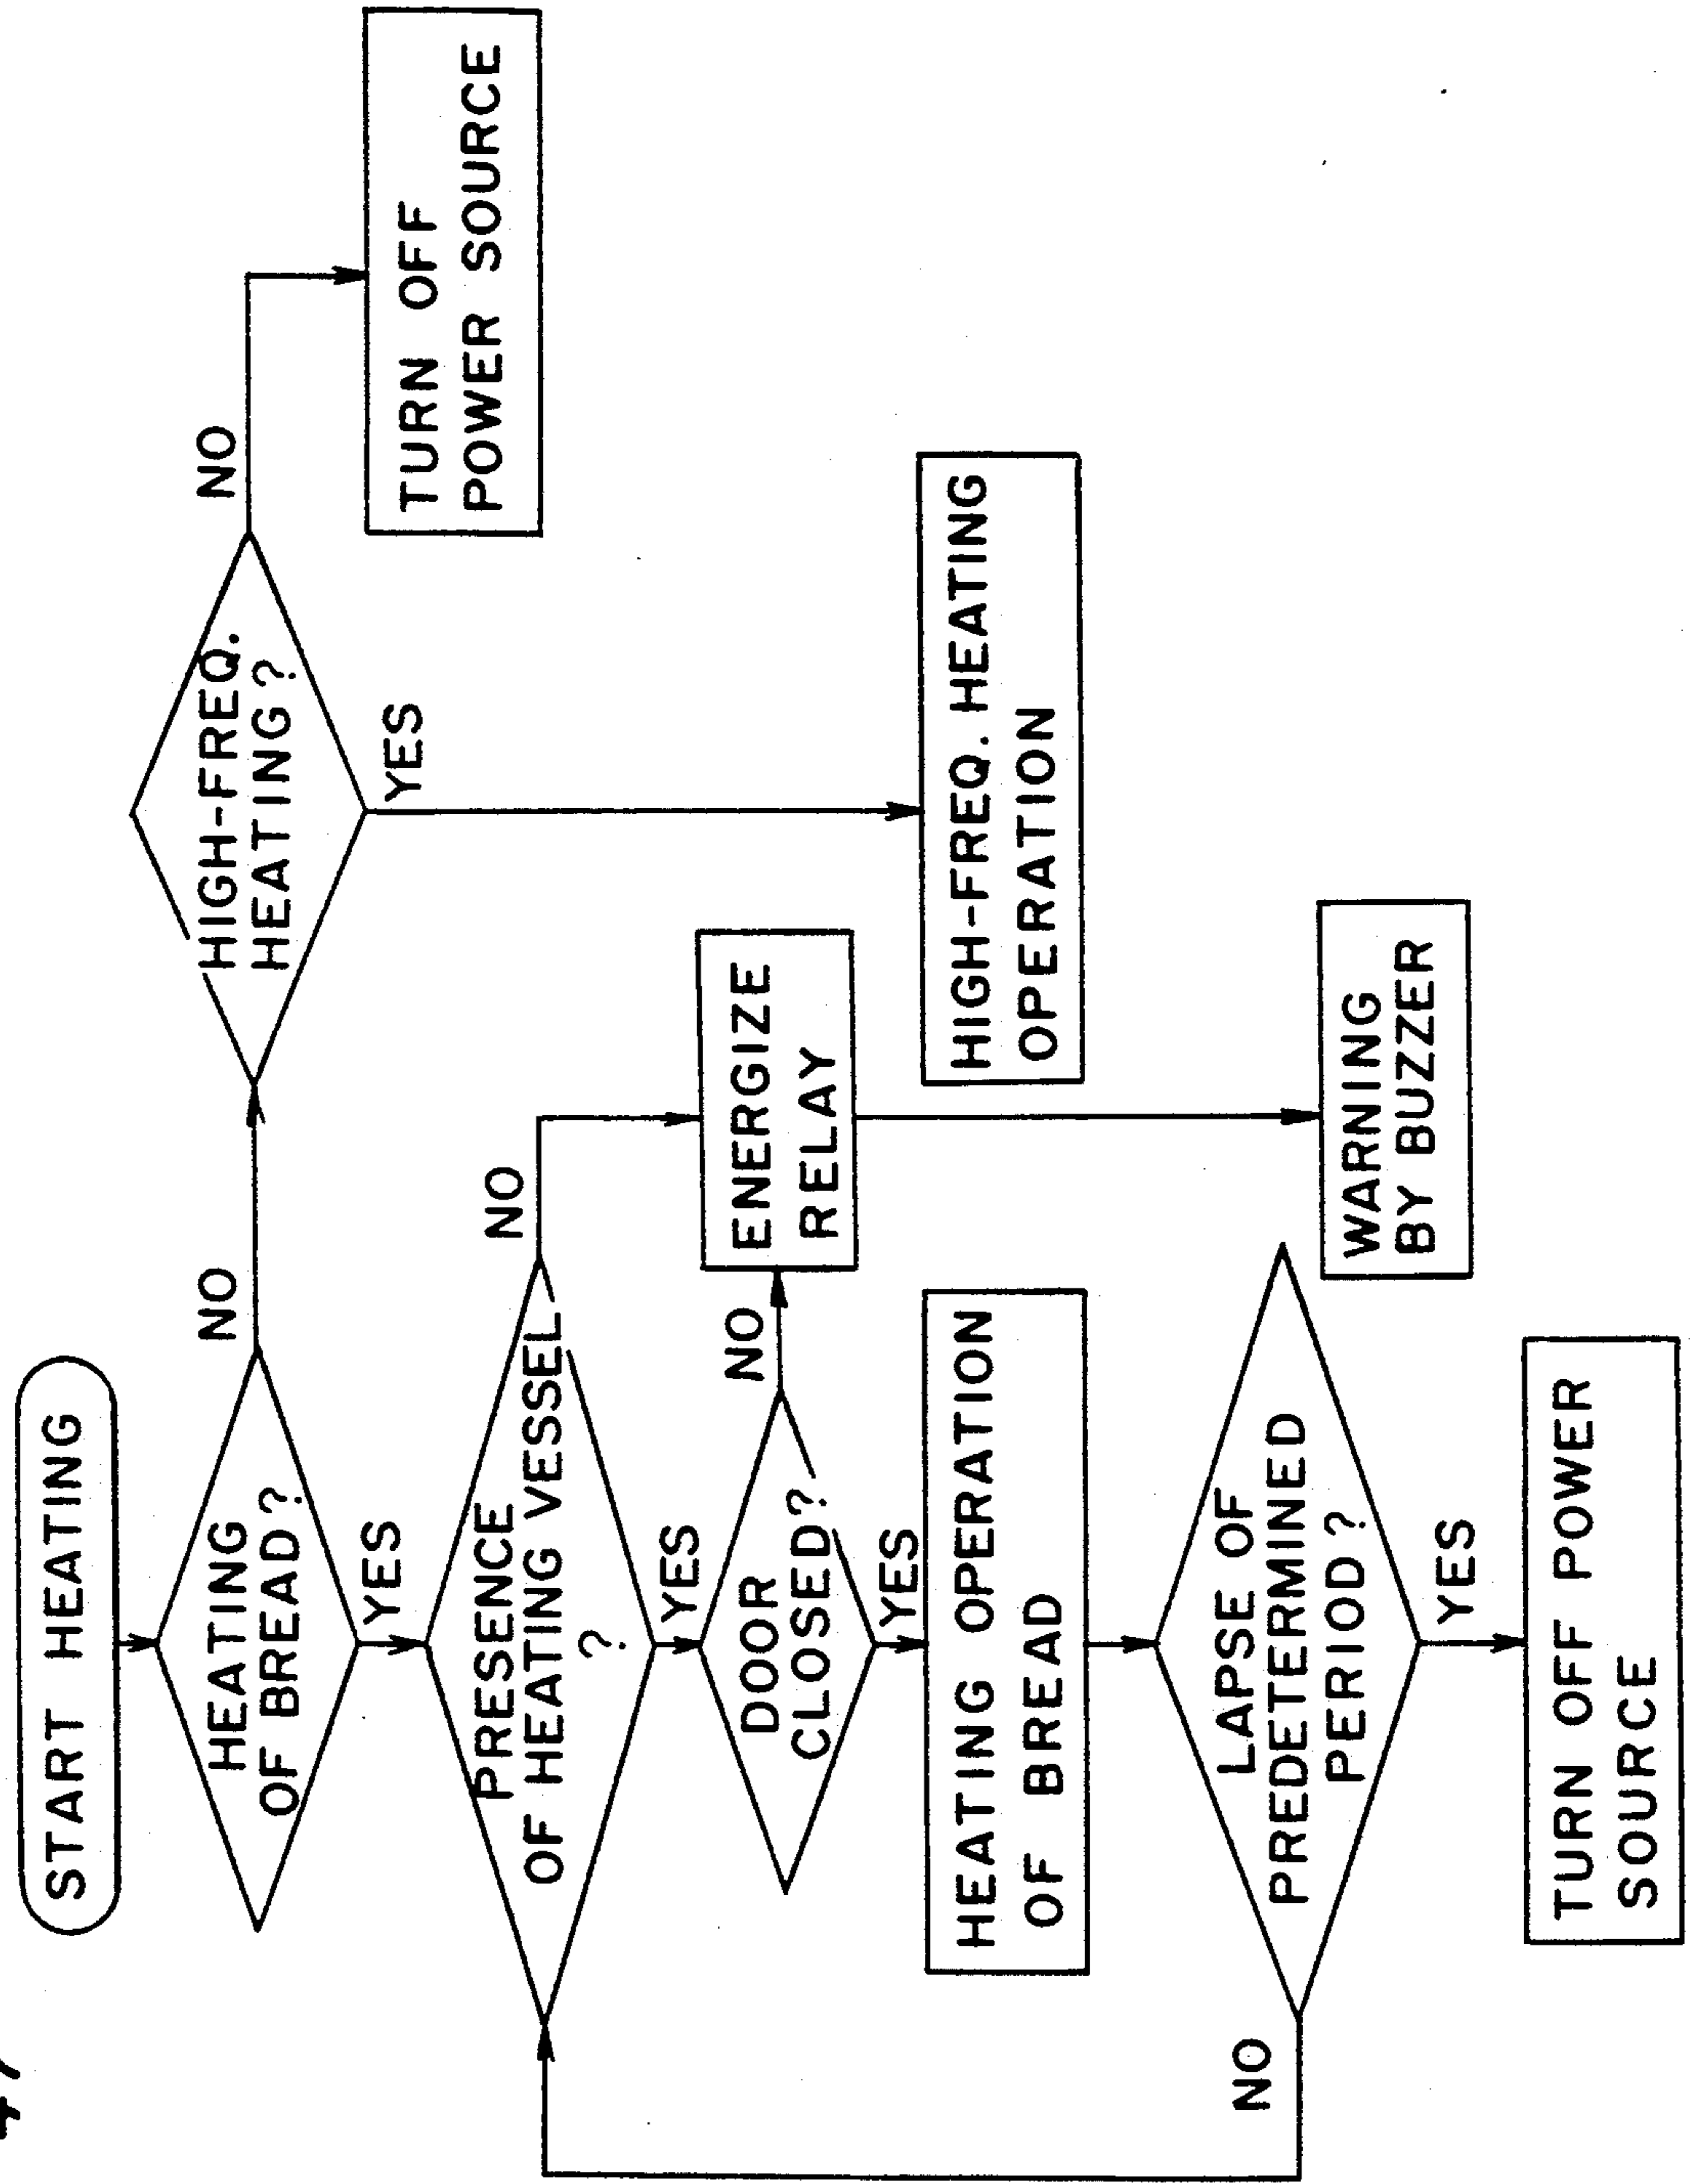 START HEATING
HEATING
OF BREAD?
NO
HIGH-FREQ.
HEATING?
NO
TURN OFF
POWER SOURCE
YES
YES
HIGH-FREQ. HEATING
OPERATION
PRESENCE
OF HEATING VESSEL
?
NO
ENERGIZE
RELAY
YES
DOOR
CLOSED?
NO
WARNING
BY BUZZER
YES
HEATING OPERATION
OF BREAD
LAPSE OF
PREDETERMINED
PERIOD?
NO
YES
TURN OFF POWER
SOURCE